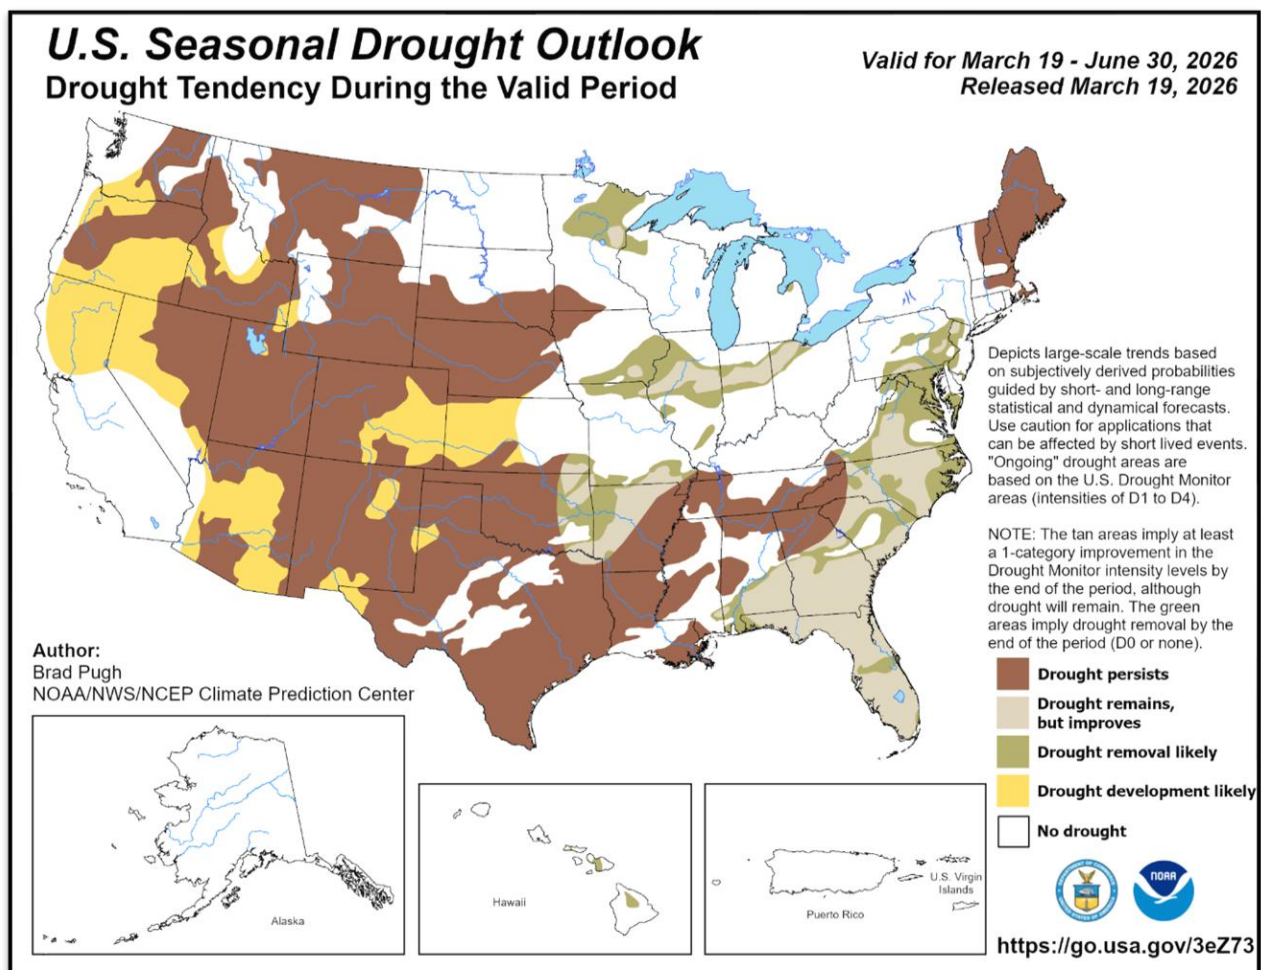 U.S. Seasonal Drought Outlook
Drought Tendency During the Valid Period
Valid for March 19 - June 30, 2026
Released March 19, 2026
Depicts large-scale trends based
on subjectively derived probabilities
guided by short- and long-range
statistical and dynamical forecasts.
Use caution for applications that
can be affected by short lived events.
"Ongoing" drought areas are
based on the U.S. Drought Monitor
areas (intensities of D1 to D4).
NOTE: The tan areas imply at least
a 1-category improvement in the
Drought Monitor intensity levels by
the end of the period, although
drought will remain. The green
areas imply drought removal by the
end of the period (D0 or none).
Author:
Brad Pugh
NOAA/NWS/NCEP Climate Prediction Center
Drought persists
Drought remains,
but improves
Drought removal likely
Drought development likely
No drought
Alaska
Hawaii
Puerto Rico
U.S. Virgin
Islands
NOAA
https://go.usa.gov/3eZ73